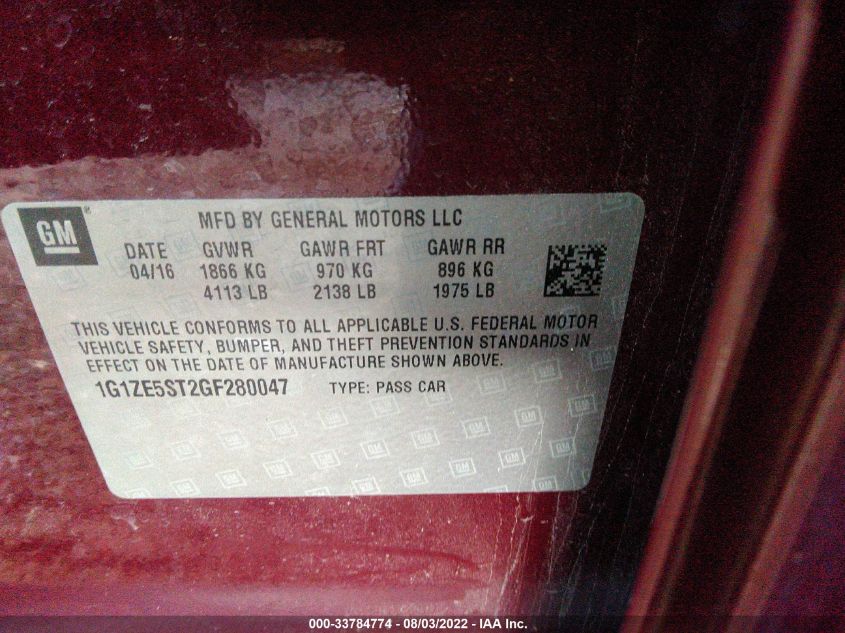 GM
MFD BY GENERAL MOTORS LLC
DATE GVWR GAWR FRT GAWR RR
04/16 1866 KG 970 KG 896 KG
4113 LB 2138 LB 1975 LB
THIS VEHICLE CONFORMS TO ALL APPLICABLE U.S. FEDERAL MOTOR
VEHICLE SAFETY, BUMPER, AND THEFT PREVENTION STANDARDS IN
EFFECT ON THE DATE OF MANUFACTURE SHOWN ABOVE.
1G1ZE5ST2GF280047 TYPE: PASS CAR
000-33784774 - 08/03/2022 - IAA Inc.